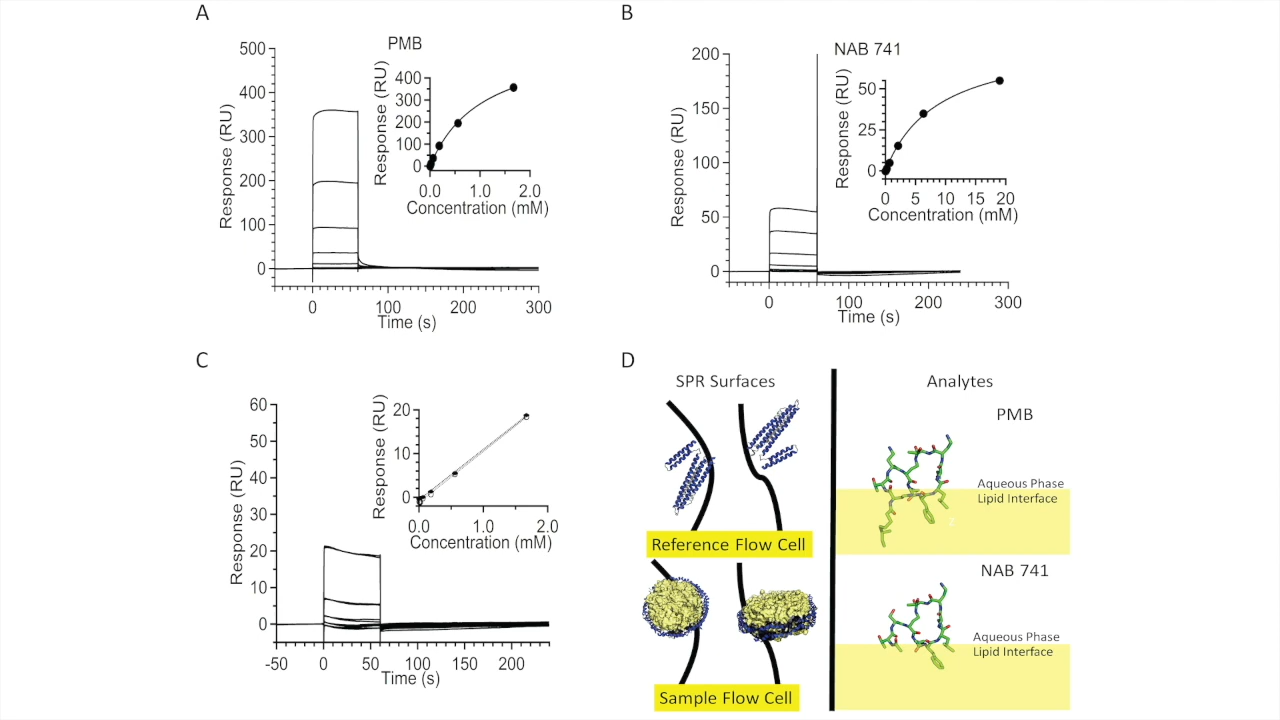 A
PMB
500
400
300
200
100
0
Response (RU)
0
100
200
300
Time (s)
400
300
200
100
0
Response (RU)
0.0
1.0
2.0
Concentration (mM)
B
NAB 741
200
150
100
50
0
Response (RU)
0
100
200
300
Time (s)
50
25
0
Response (RU)
0
5
10
15
20
Concentration (mM)
C
60
50
40
30
20
10
0
Response (RU)
-50
0
50
100
150
200
Time (s)
20
10
0
Response (RU)
0.0
1.0
2.0
Concentration (mM)
D
SPR Surfaces
Reference Flow Cell
Sample Flow Cell
Analytes
PMB
Aqueous Phase
Lipid Interface
NAB 741
Aqueous Phase
Lipid Interface